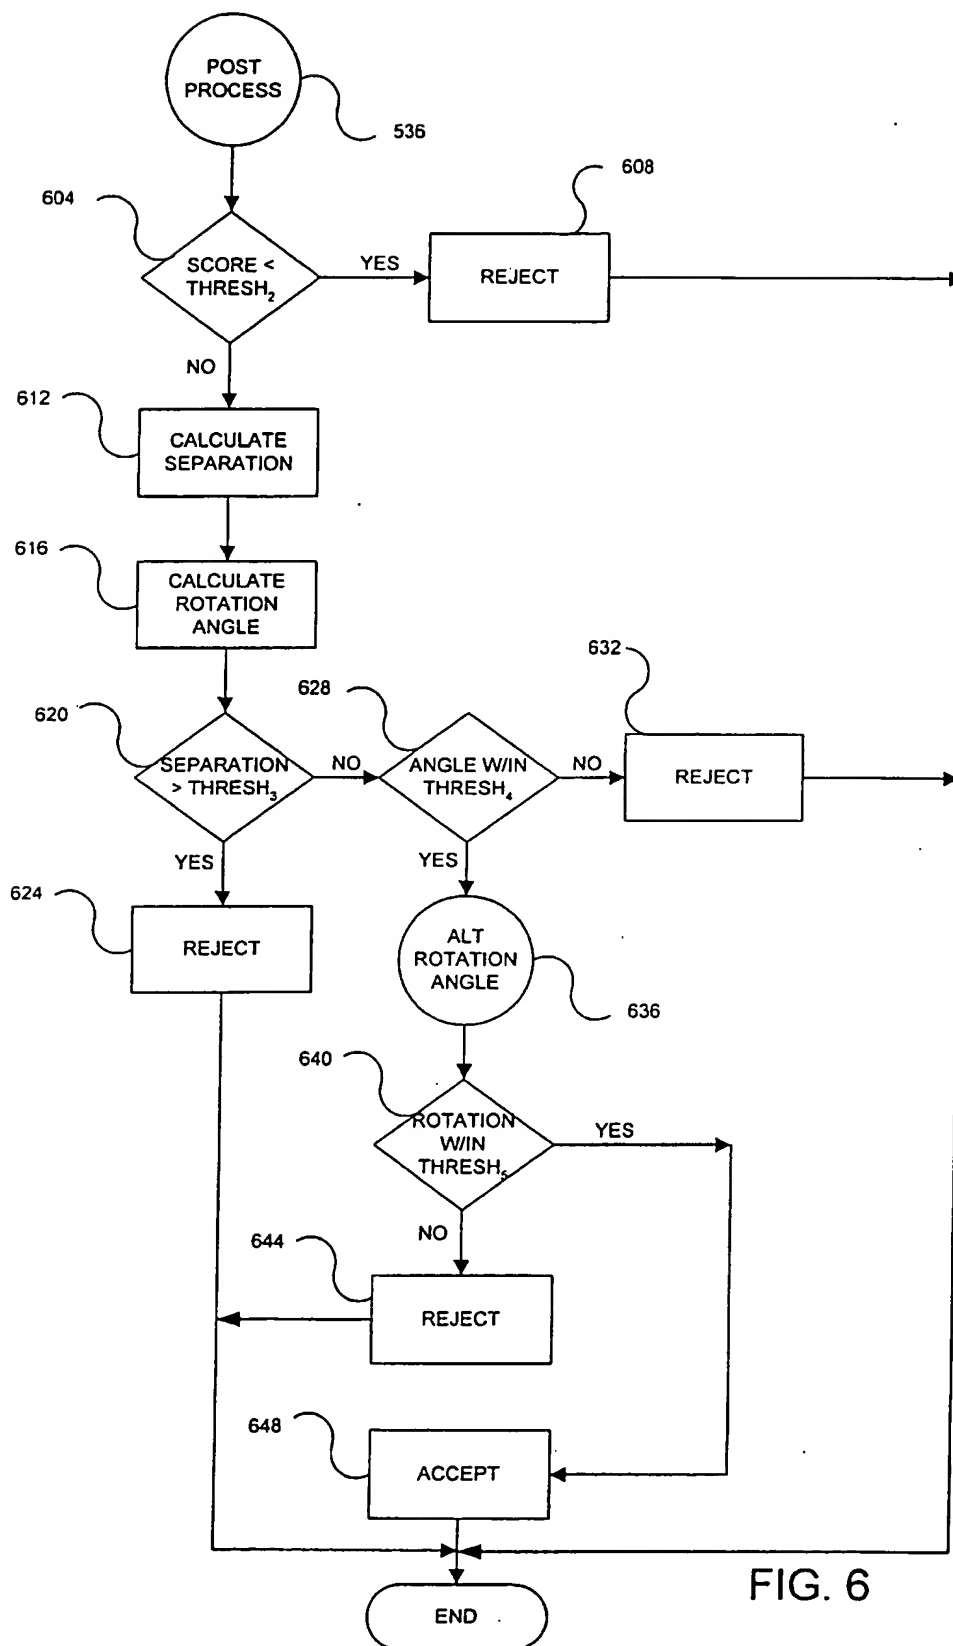 POST
PROCESS
536
604
608
SCORE <
THRESH2
YES
REJECT
NO
612
CALCULATE
SEPARATION
616
CALCULATE
ROTATION
ANGLE
620
628
632
SEPARATION
> THRESH3
NO
ANGLE W/IN
THRESH4
NO
REJECT
YES
YES
624
REJECT
ALT
ROTATION
ANGLE
636
640
ROTATION
W/IN
THRESH5
YES
NO
644
REJECT
648
ACCEPT
FIG. 6
END